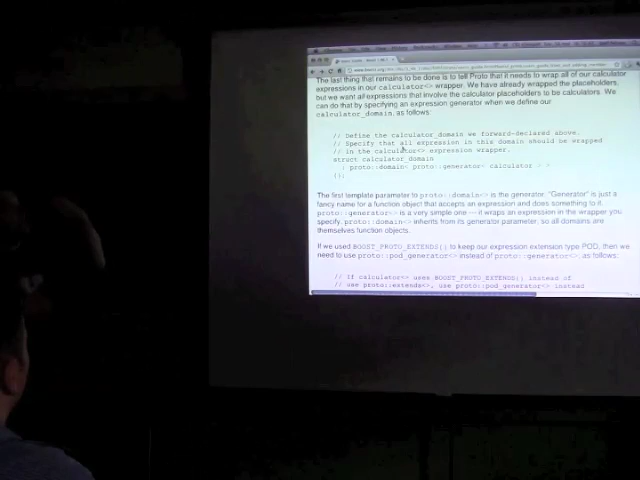 The last thing that remains to be done is to tell Proto that it needs to wrap all of our calculator
expressions in our calculator<> wrapper. We have already wrapped the placeholders,
but we want all expressions that involve the calculator placeholders to be calculators. We
can do that by specifying an expression generator when we define our
calculator_domain, as follows:
// Define the calculator_domain we forward-declared above.
// Specify that all expression in this domain should be wrapped
// in the calculator<> expression wrapper.
struct calculator_domain
: proto::domain< proto::generator< calculator > >
{};
The first template parameter to proto::domain<> is the generator. "Generator" is just a
fancy name for a function object that accepts an expression and does something to it.
proto::generator<> is a very simple one --- it wraps an expression in the wrapper you
specify. proto::domain<> inherits from its generator parameter, so all domains are
themselves function objects.
If we used BOOST_PROTO_EXTENDS() to keep our expression extension type POD, then we
need to use proto::pod_generator<> instead of proto::generator<>, as follows:
// If calculator<> uses BOOST_PROTO_EXTENDS() instead of
// use proto::extends<>, use proto::pod_generator<> instead